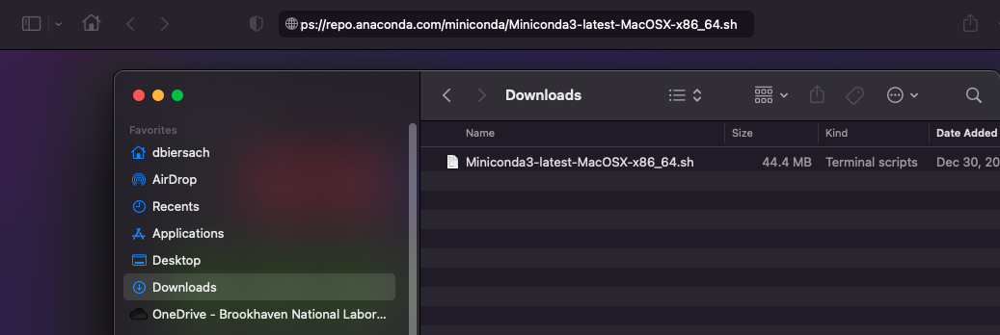 ps://repo.anaconda.com/miniconda/Miniconda3-latest-MacOSX-x86_64.sh
Downloads
Favorites
dbiersach
AirDrop
Recents
Applications
Desktop
Downloads
OneDrive - Brookhaven National Labor...
Name Size Kind Date Added
Miniconda3-latest-MacOSX-x86_64.sh 44.4 MB Terminal scripts Dec 30, 20